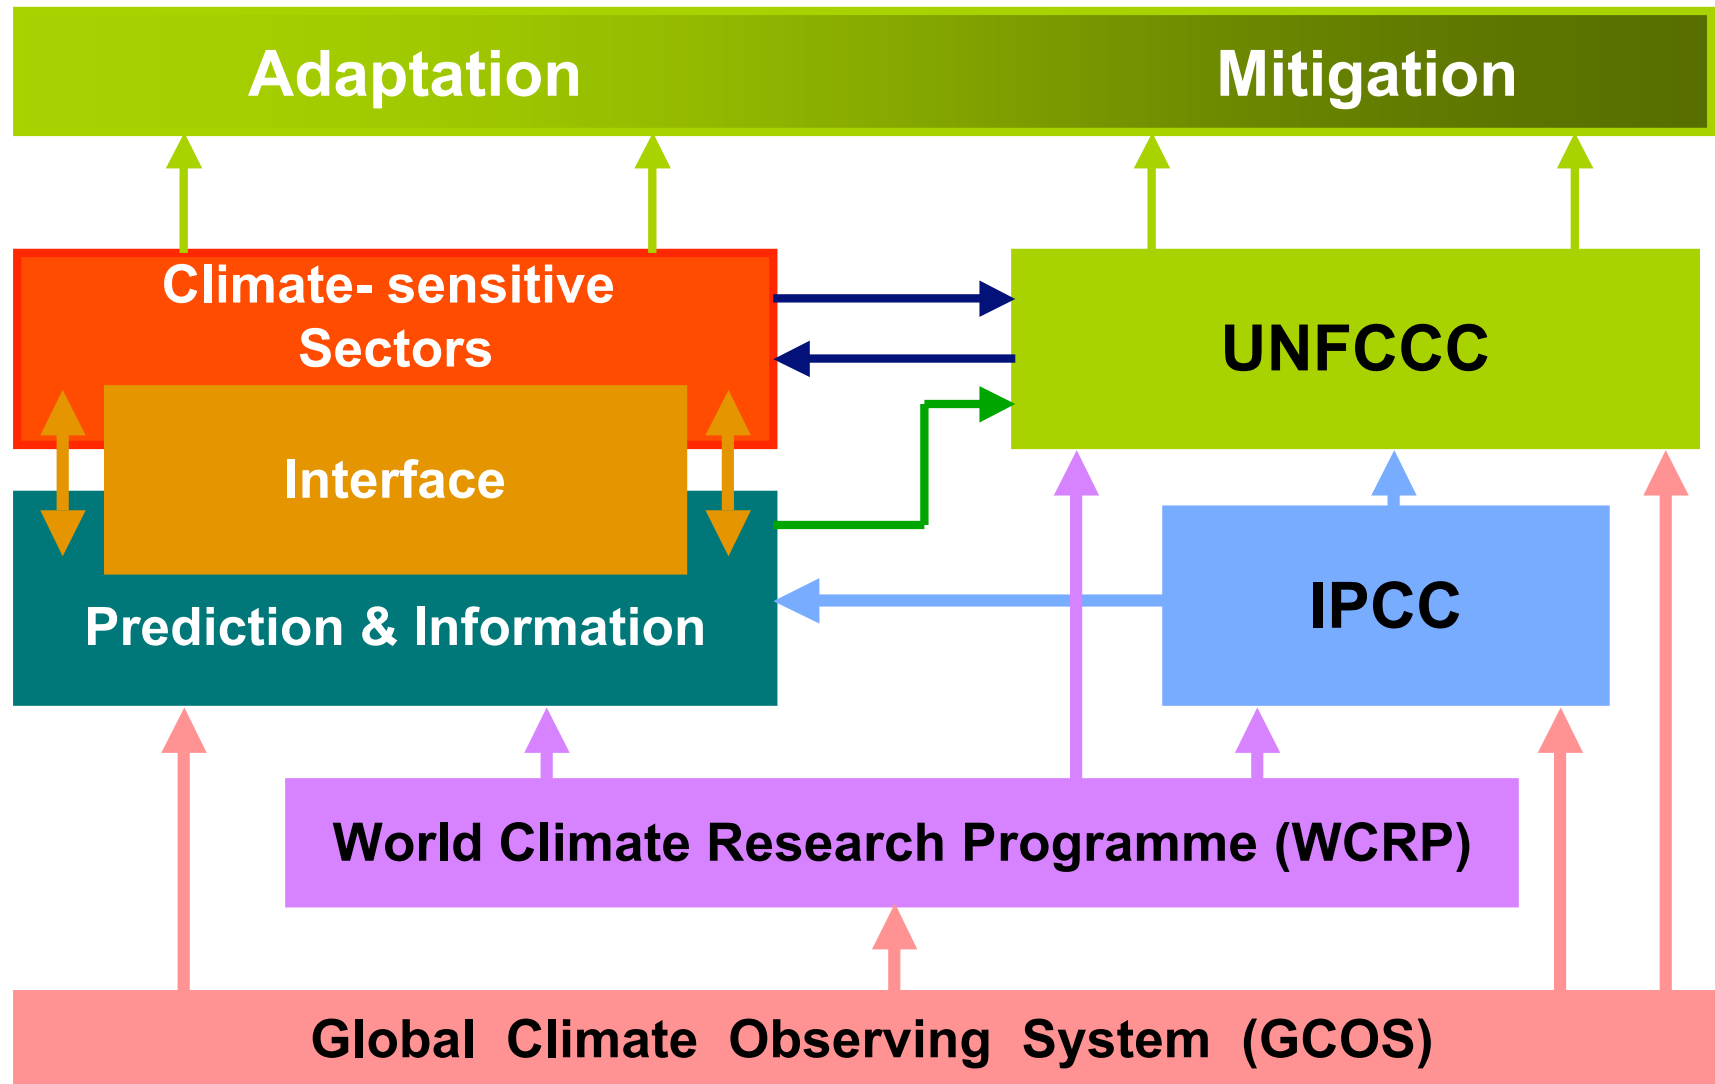 Adaptation
Mitigation
Climate- sensitive
Sectors
UNFCCC
Interface
Prediction & Information
IPCC
World Climate Research Programme (WCRP)
Global Climate Observing System (GCOS)